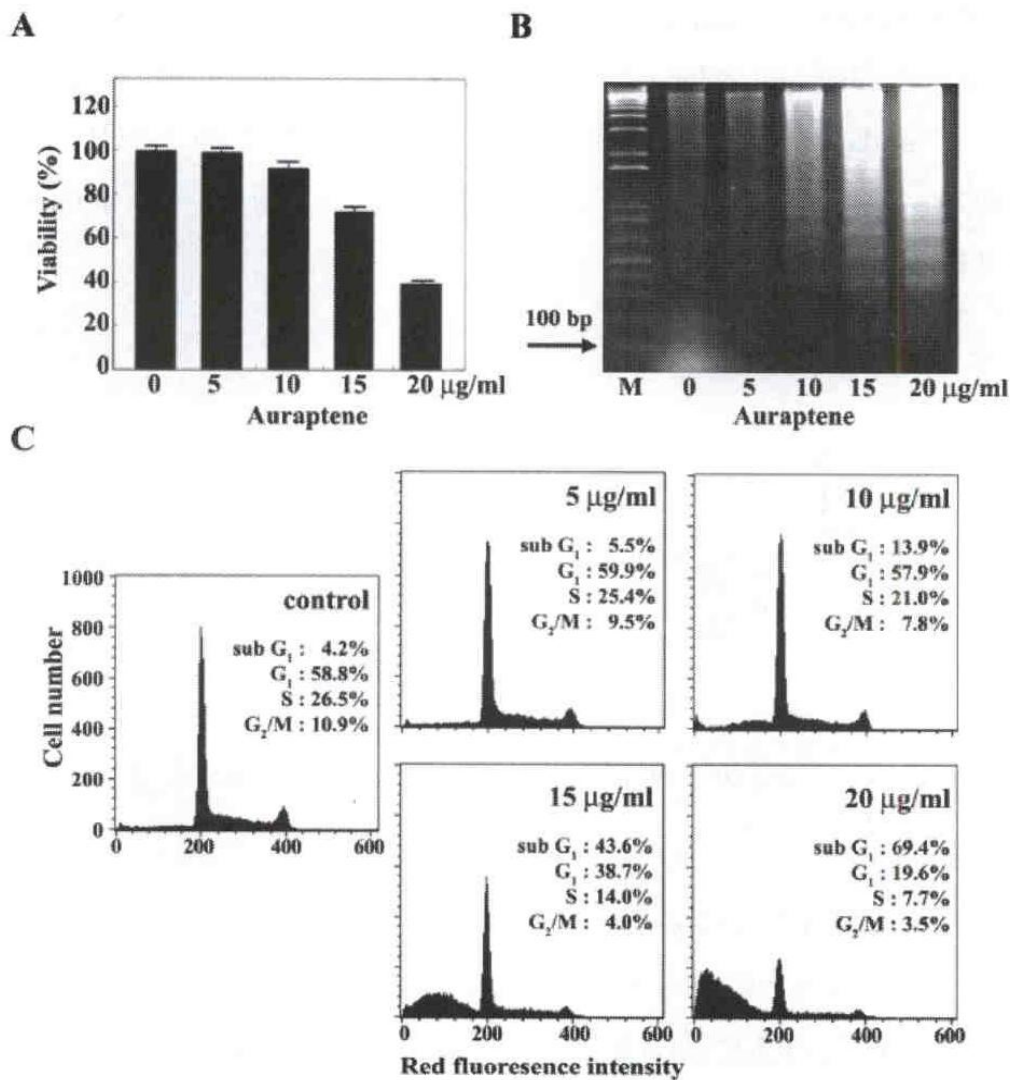 A
Viability (%)
120
100
80
60
40
20
0
0 5 10 15 20 μg/ml
Auraptene
B
100 bp
M 0 5 10 15 20 μg/ml
Auraptene
C
Cell number
1000
800
600
400
200
0
control
sub G₁ : 4.2%
G₁ : 58.8%
S : 26.5%
G₂/M : 10.9%
0 200 400 600
5 μg/ml
sub G₁ : 5.5%
G₁ : 59.9%
S : 25.4%
G₂/M : 9.5%
10 μg/ml
sub G₁ : 13.9%
G₁ : 57.9%
S : 21.0%
G₂/M : 7.8%
15 μg/ml
sub G₁ : 43.6%
G₁ : 38.7%
S : 14.0%
G₂/M : 4.0%
0 200 400 600
20 μg/ml
sub G₁ : 69.4%
G₁ : 19.6%
S : 7.7%
G₂/M : 3.5%
0 200 400 600
Red fluoresence intensity